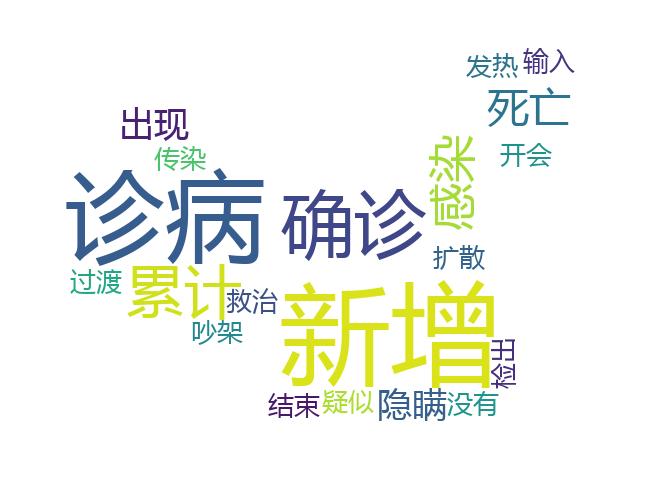 发热 输入
死亡
出现
传染
开会
感染
诊病 确诊
扩散
过渡 累计 救治
吵架
新增
检出
结束 疑似 隐瞒 没有